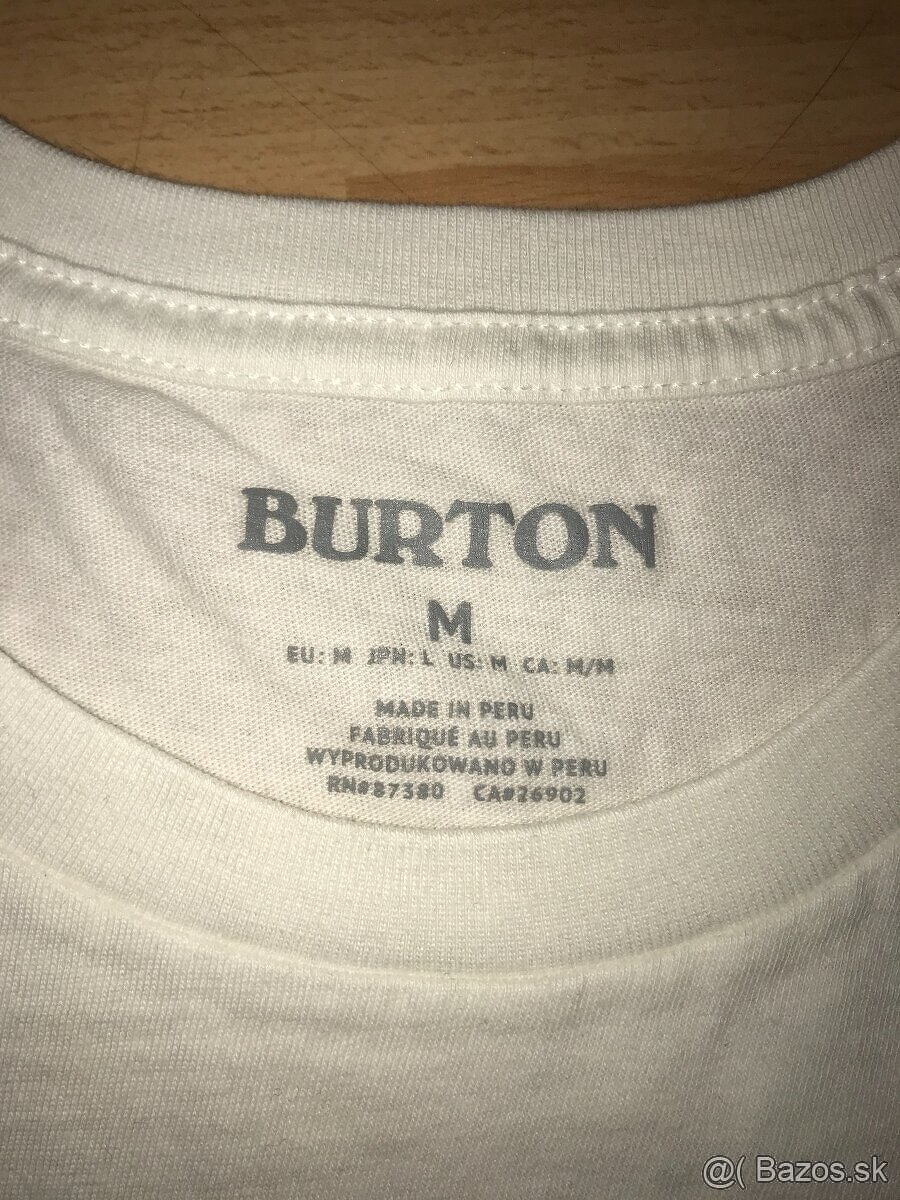 BURTON
M
EU: M JPN: L US: M CA: M/M
MADE IN PERU
FABRIQUÉ AU PERU
WYPRODUKOWANO W PERU
RN#87380 CA#26902
@( Bazos.sk